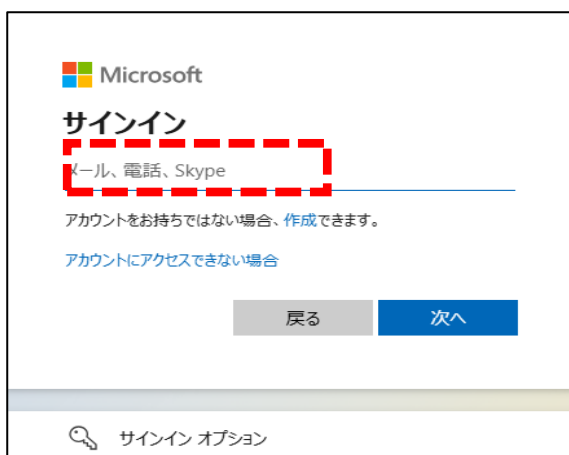 Microsoft
サインイン
メール、電話、Skype
アカウントをお持ちではない場合、作成できます。
アカウントにアクセスできない場合
戻る
次へ
サインイン オプション